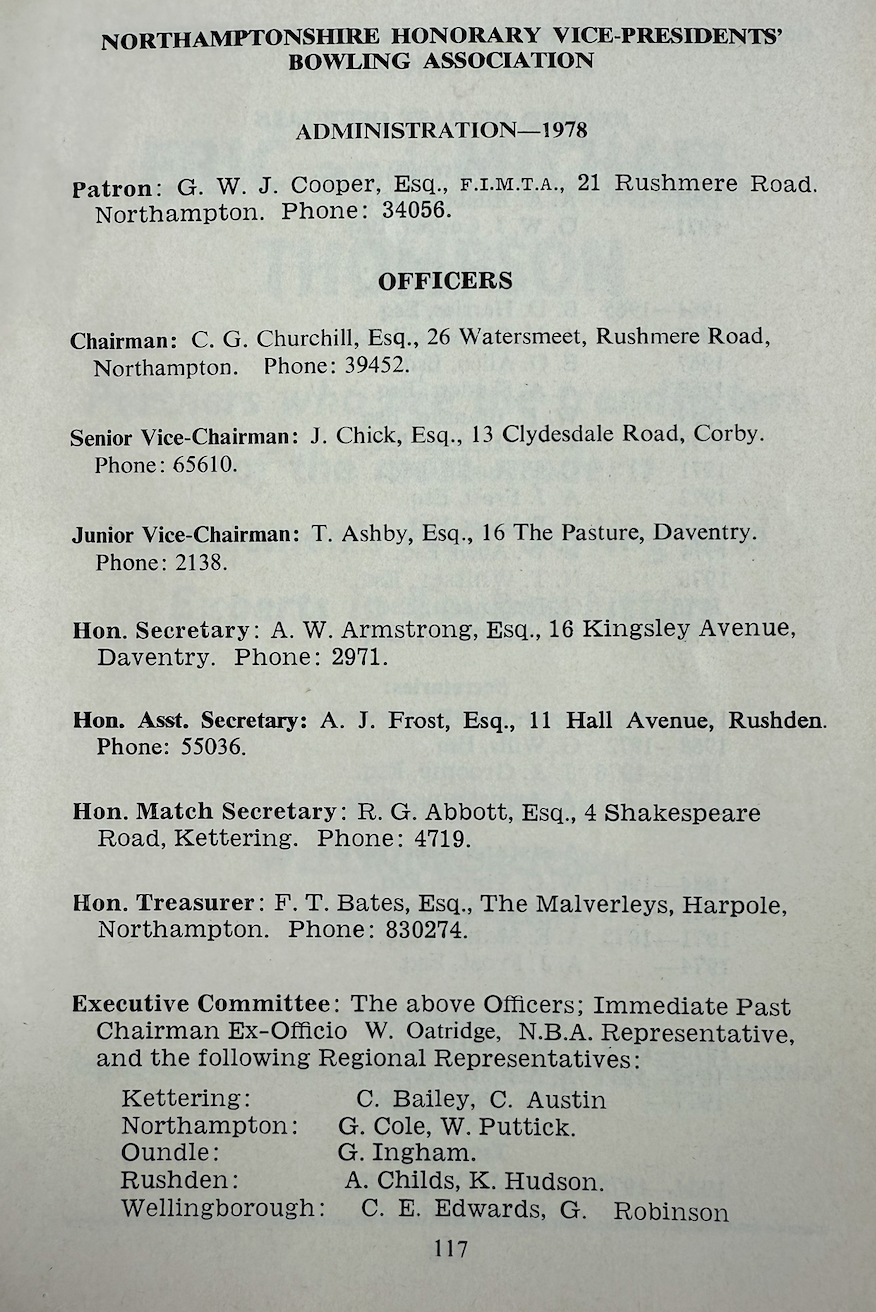 NORTHAMPTONSHIRE HONORARY VICE-PRESIDENTS'
BOWLING ASSOCIATION
ADMINISTRATION—1978
Patron: G. W. J. Cooper, Esq., F.I.M.T.A., 21 Rushmere Road.
Northampton. Phone: 34056.
OFFICERS
Chairman: C. G. Churchill, Esq., 26 Watersmeet, Rushmere Road,
Northampton. Phone: 39452.
Senior Vice-Chairman: J. Chick, Esq., 13 Clydesdale Road, Corby.
Phone: 65610.
Junior Vice-Chairman: T. Ashby, Esq., 16 The Pasture, Daventry.
Phone: 2138.
Hon. Secretary: A. W. Armstrong, Esq., 16 Kingsley Avenue,
Daventry. Phone: 2971.
Hon. Asst. Secretary: A. J. Frost, Esq., 11 Hall Avenue, Rushden.
Phone: 55036.
Hon. Match Secretary: R. G. Abbott, Esq., 4 Shakespeare
Road, Kettering. Phone: 4719.
Hon. Treasurer: F. T. Bates, Esq., The Malverleys, Harpole,
Northampton. Phone: 830274.
Executive Committee: The above Officers; Immediate Past
Chairman Ex-Officio W. Oatridge, N.B.A. Representative,
and the following Regional Representatives:
Kettering: C. Bailey, C. Austin
Northampton: G. Cole, W. Puttick.
Oundle: G. Ingham.
Rushden: A. Childs, K. Hudson.
Wellingborough: C. E. Edwards, G. Robinson
117